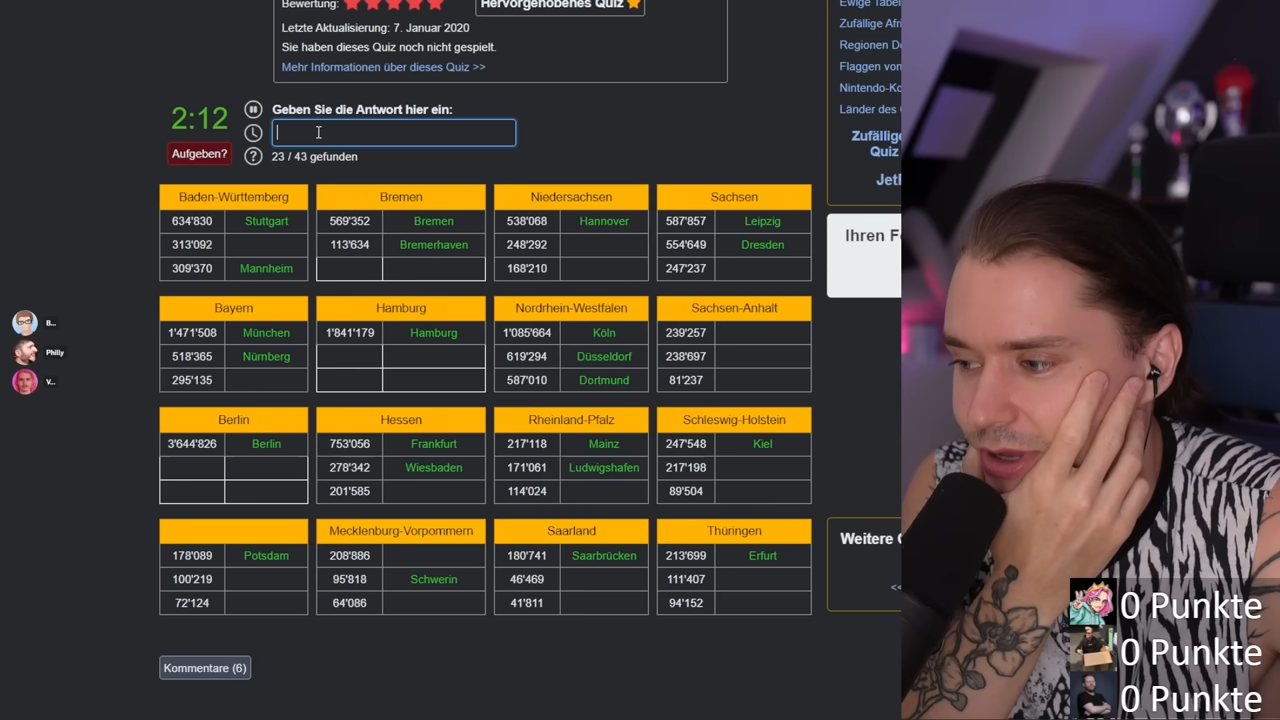 Bewertung:
Hervorgehobenes Quiz
Letzte Aktualisierung: 7. Januar 2020
Sie haben dieses Quiz noch nicht gespielt.
Mehr Informationen über dieses Quiz >>
Ewige Tabel
Zufällige Afri
Regionen De
Flaggen von
Nintendo-Ko
Länder des
Zufällige
Quiz
Jet
2:12
Geben Sie die Antwort hier ein:
Aufgeben?
23 / 43 gefunden
Baden-Württemberg
634'830 Stuttgart
313'092
309'370 Mannheim
Bremen
569'352 Bremen
113'634 Bremerhaven
Niedersachsen
538'068 Hannover
248'292
168'210
Sachsen
587'857 Leipzig
554'649 Dresden
247'237
Ihren F
Bayern
1'471'508 München
518'365 Nürnberg
295'135
Hamburg
1'841'179 Hamburg
Nordrhein-Westfalen
1'085'664 Köln
619'294 Düsseldorf
587'010 Dortmund
Sachsen-Anhalt
239'257
238'697
81'237
B...
Philly
V...
Berlin
3'644'826 Berlin
Hessen
753'056 Frankfurt
278'342 Wiesbaden
201'585
Rheinland-Pfalz
217'118 Mainz
171'061 Ludwigshafen
114'024
Schleswig-Holstein
247'548 Kiel
217'198
89'504
178'089 Potsdam
100'219
72'124
Mecklenburg-Vorpommern
208'886
95'818 Schwerin
64'086
Saarland
180'741 Saarbrücken
46'469
41'811
Thüringen
213'699 Erfurt
111'407
94'152
Weitere
<<
Kommentare (6)
0 Punkte
0 Punkte
0 Punkte